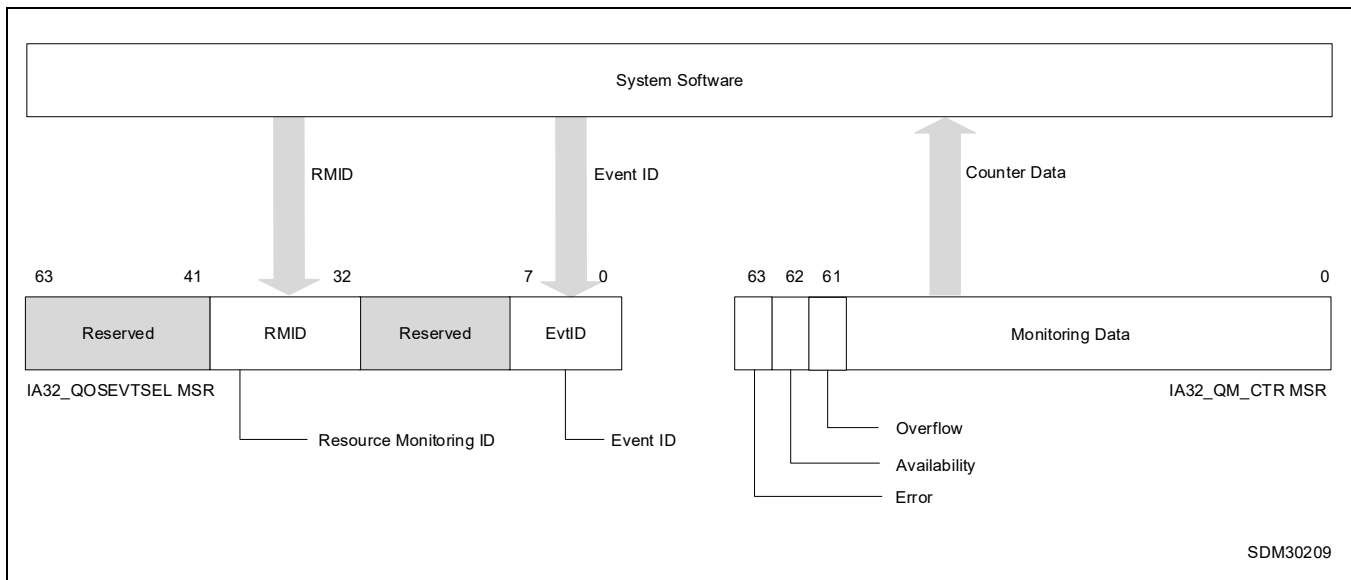 System Software
RMID
Event ID
Counter Data
63 41 32 7 0 63 62 61 0
Reserved RMID Reserved EvtID Monitoring Data
IA32_QOSEVTSEL MSR IA32_QM_CTR MSR
Resource Monitoring ID
Event ID
Overflow
Availability
Error
SDM30209